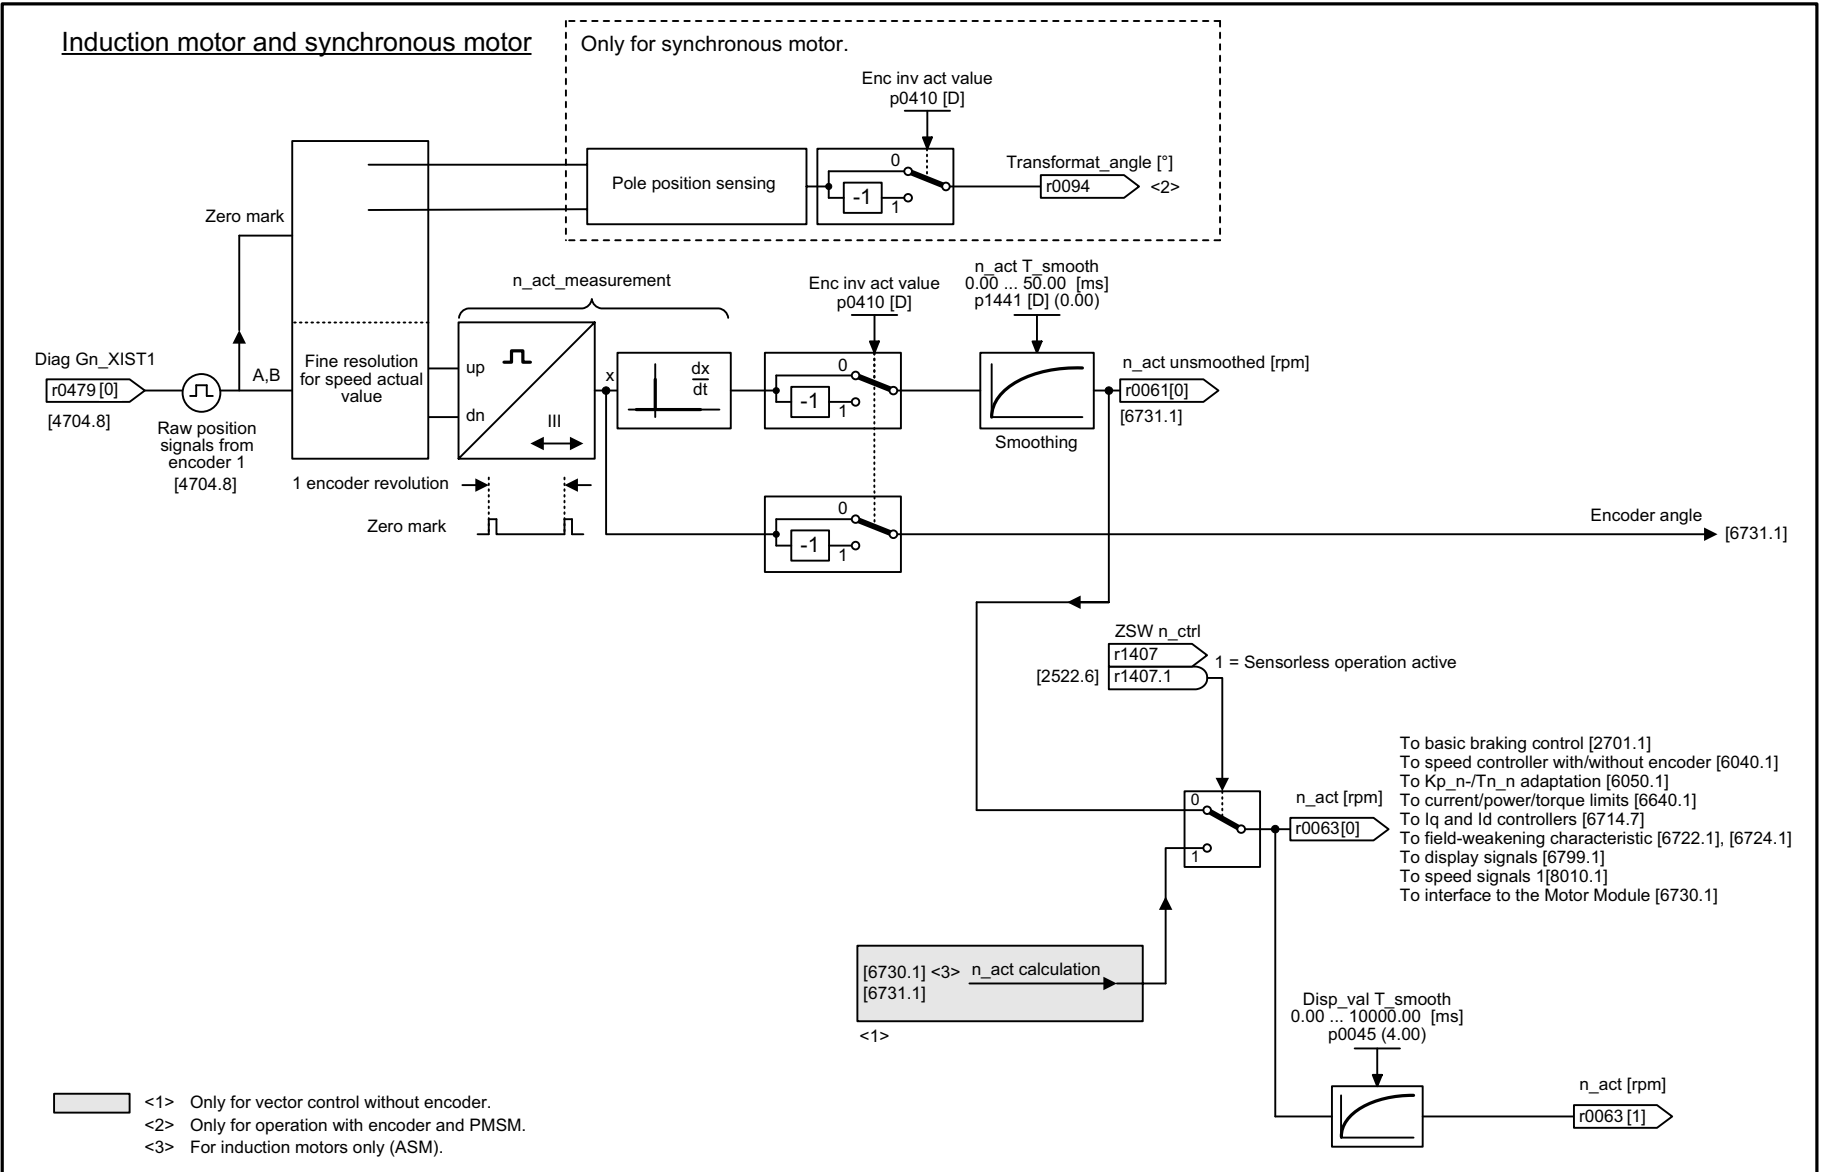 Induction motor and synchronous motor
Only for synchronous motor.
Enc inv act value
p0410 [D]
Pole position sensing
0
-1
1
Transformat_angle [°]
r0094
<2>
Zero mark
n_act_measurement
Enc inv act value
p0410 [D]
n_act T_smooth
0.00 ... 50.00 [ms]
p1441 [D] (0.00)
Diag Gn_XIST1
r0479 [0]
[4704.8]
A,B
Raw position
signals from
encoder 1
[4704.8]
Fine resolution
for speed actual
value
up
dn
III
x
dx
dt
0
-1
1
Smoothing
n_act unsmoothed [rpm]
r0061[0]
[6731.1]
1 encoder revolution
Zero mark
0
-1
1
Encoder angle
[6731.1]
ZSW n_ctrl
r1407
[2522.6]
r1407.1
1 = Sensorless operation active
0
1
n_act [rpm]
r0063[0]
To basic braking control [2701.1]
To speed controller with/without encoder [6040.1]
To Kp_n-/Tn_n adaptation [6050.1]
To current/power/torque limits [6640.1]
To Iq and Id controllers [6714.7]
To field-weakening characteristic [6722.1], [6724.1]
To display signals [6799.1]
To speed signals 1[8010.1]
To interface to the Motor Module [6730.1]
[6730.1] <3> n_act calculation
[6731.1]
<1>
Disp_val T_smooth
0.00 ... 10000.00 [ms]
p0045 (4.00)
n_act [rpm]
r0063 [1]
<1> Only for vector control without encoder.
<2> Only for operation with encoder and PMSM.
<3> For induction motors only (ASM).